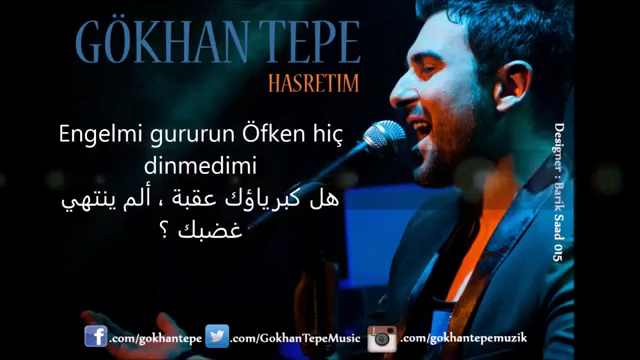 GÖKHAN TEPE
HASRETIM
Engelmi gururun Öfken hiç
dinmedimi
هل كبرياؤك عقبة ، ألم ينتهي
غضبك ؟
Designer : Barik Saad 015
.com/gokhantepe .com/GokhanTepeMusic .com/gokhantepemuzik